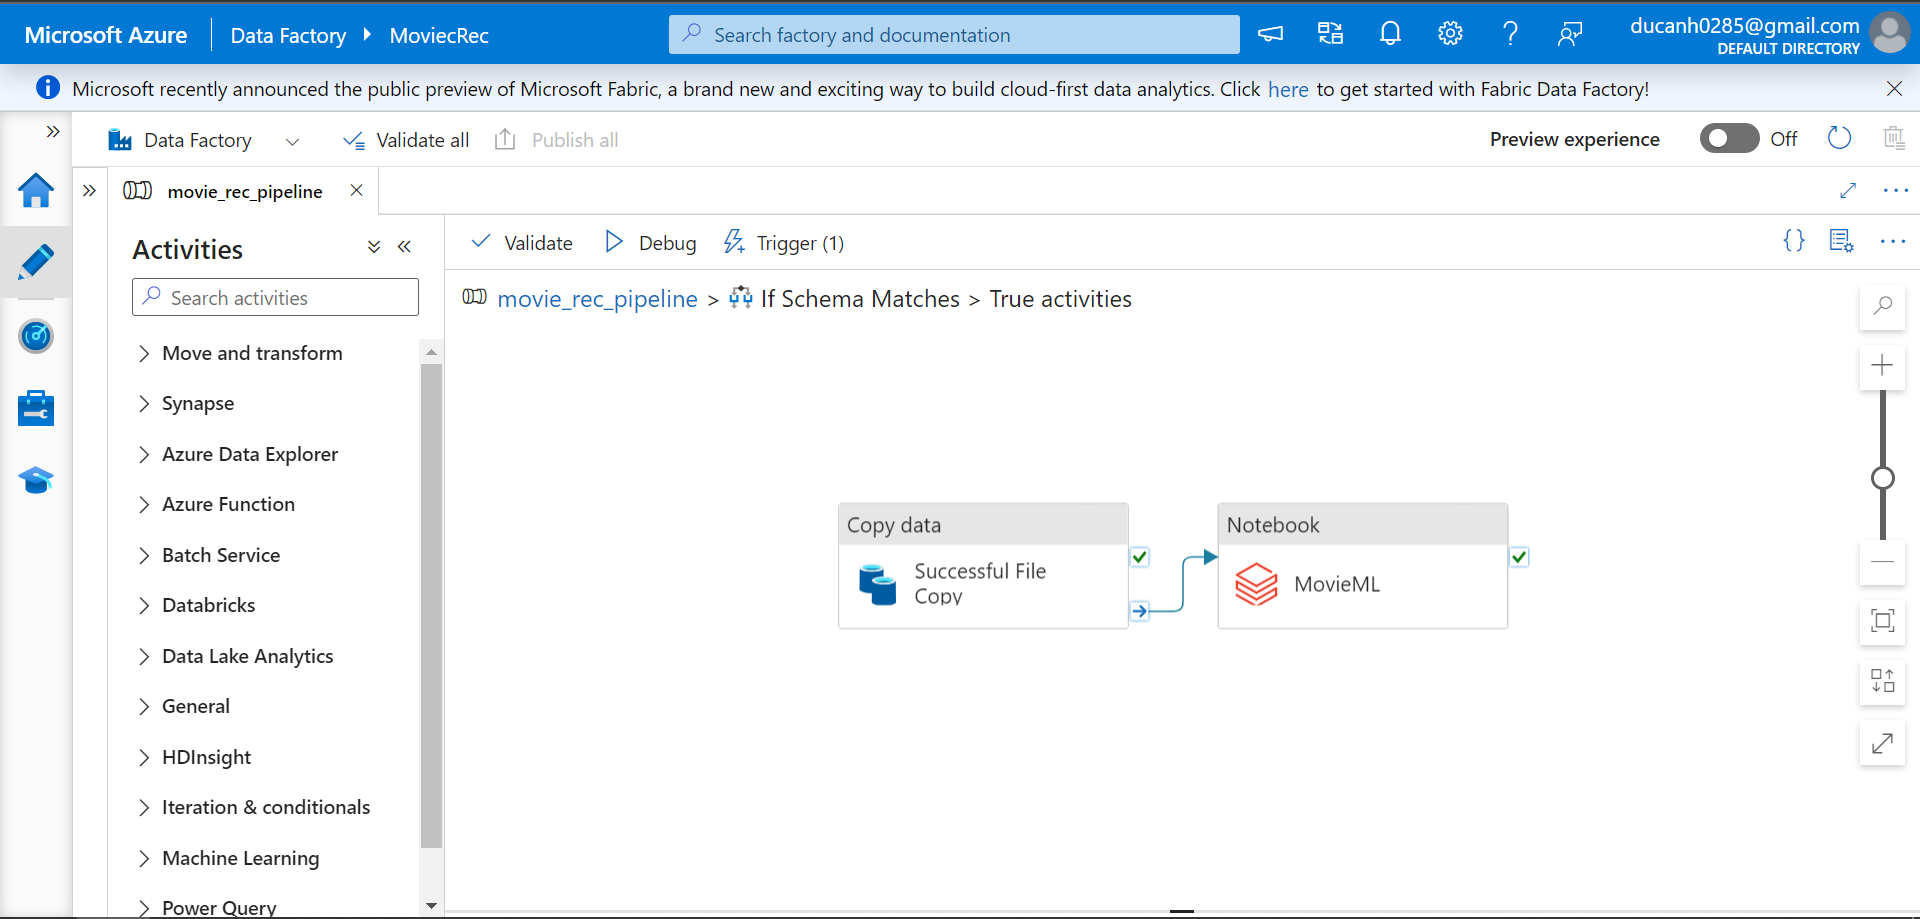 Microsoft Azure
Data Factory
MoviecRec
Search factory and documentation
ducanh0285@gmail.com
DEFAULT DIRECTORY
Microsoft recently announced the public preview of Microsoft Fabric, a brand new and exciting way to build cloud-first data analytics. Click here to get started with Fabric Data Factory!
Data Factory
Validate all
Publish all
Preview experience
Off
movie_rec_pipeline
Activities
Search activities
Move and transform
Synapse
Azure Data Explorer
Azure Function
Batch Service
Databricks
Data Lake Analytics
General
HDInsight
Iteration & conditionals
Machine Learning
Power Query
Validate
Debug
Trigger (1)
movie_rec_pipeline > If Schema Matches > True activities
Copy data
Successful File
Copy
Notebook
MovieML